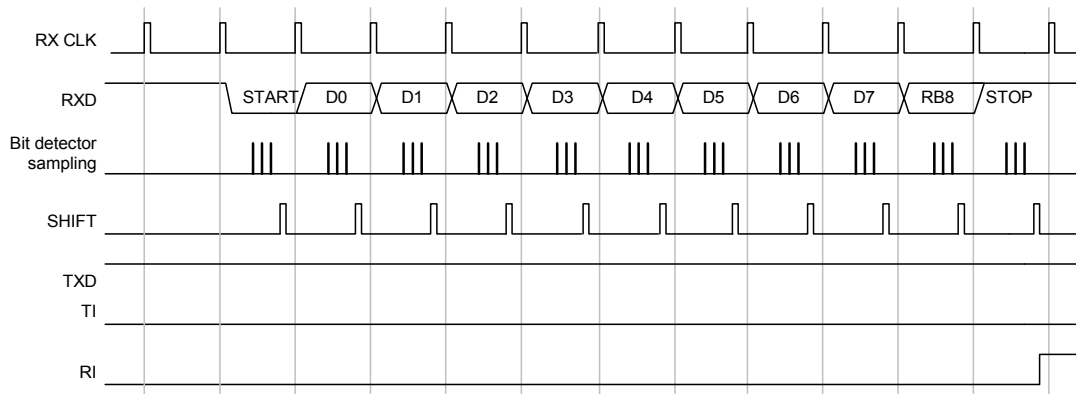 RX CLK
RXD
START D0 D1 D2 D3 D4 D5 D6 D7 RB8 STOP
Bit detector
sampling
SHIFT
TXD
TI
RI